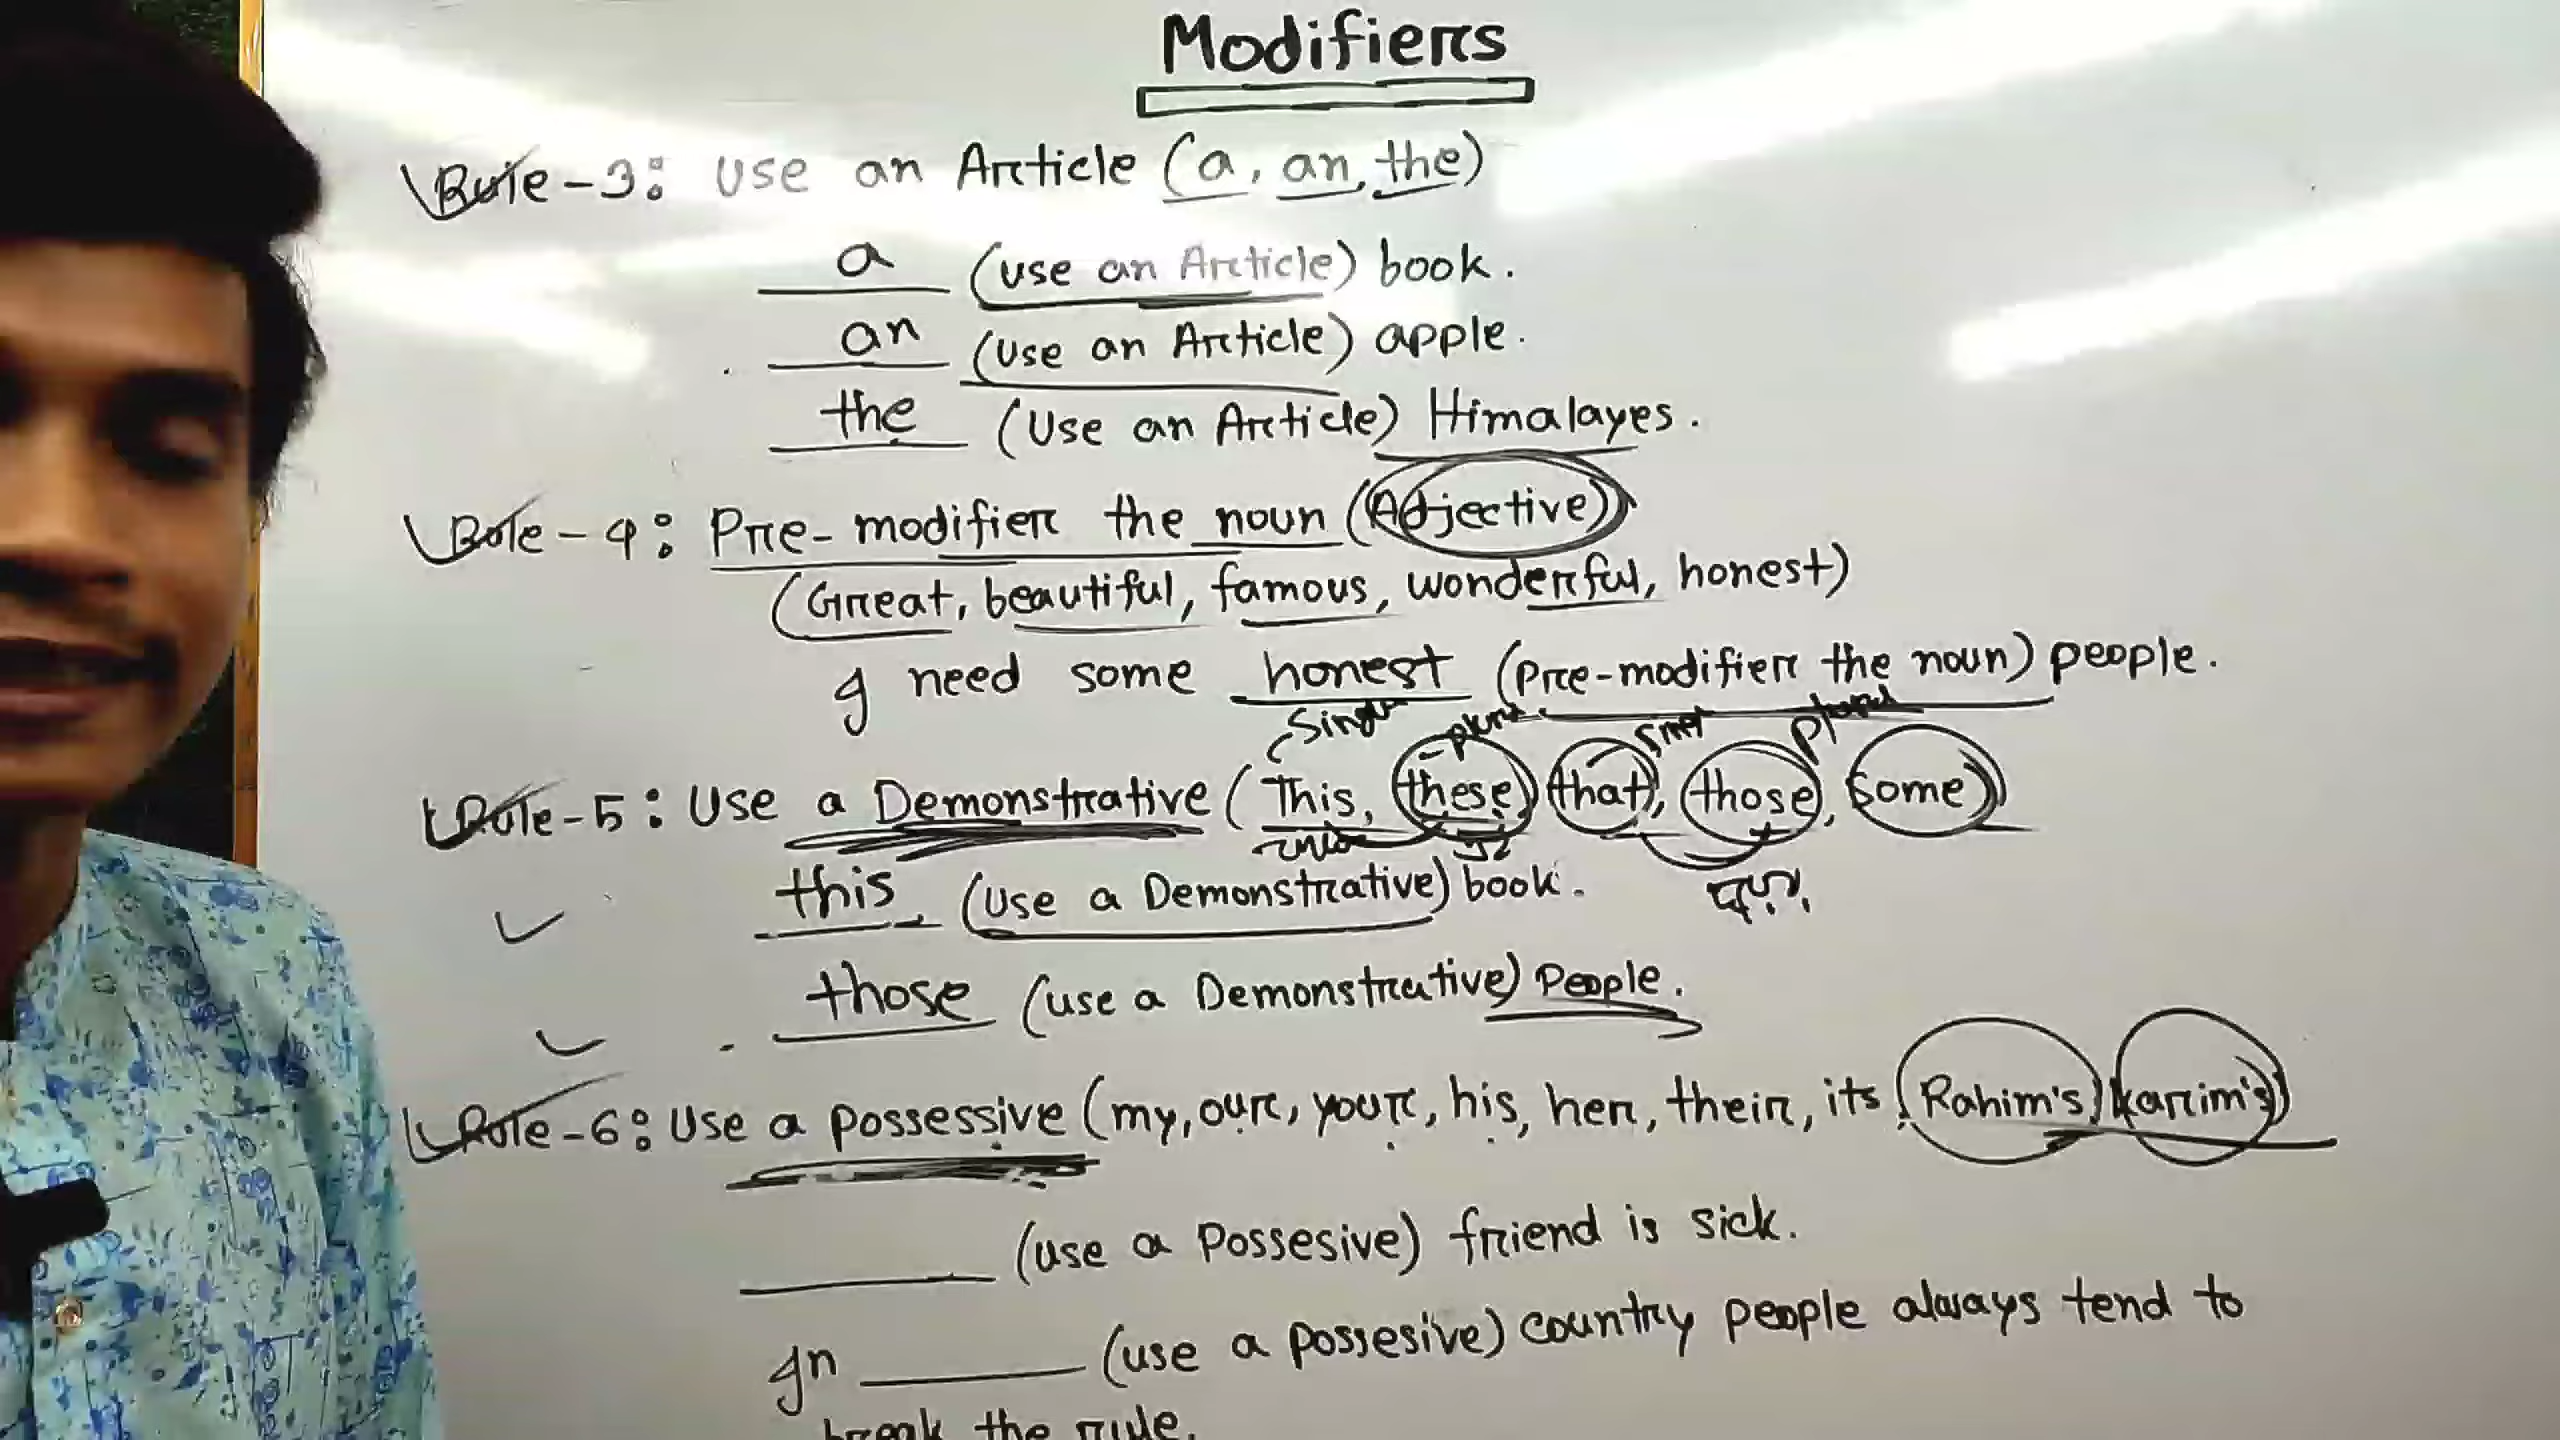 Modifiers
Rule-3: Use an Article (a, an, the)
a (use an Article) book.
an (use an Article) apple.
the (Use an Article) Himalayes.
Rule-4: Pre-modifier the noun (Adjective)
(Great, beautiful, famous, wonderful, honest)
I need some honest (Pre-modifier the noun) people.
Rule-5: Use a Demonstrative (This, these, that, those, some)
this (Use a Demonstrative) book.
those (use a Demonstrative) People.
Rule-6: Use a possessive (my, our, your, his, her, their, its, Rahim's, karim's)
(use a Possesive) friend is sick.
In (use a possesive) country people always tend to
break the rule.